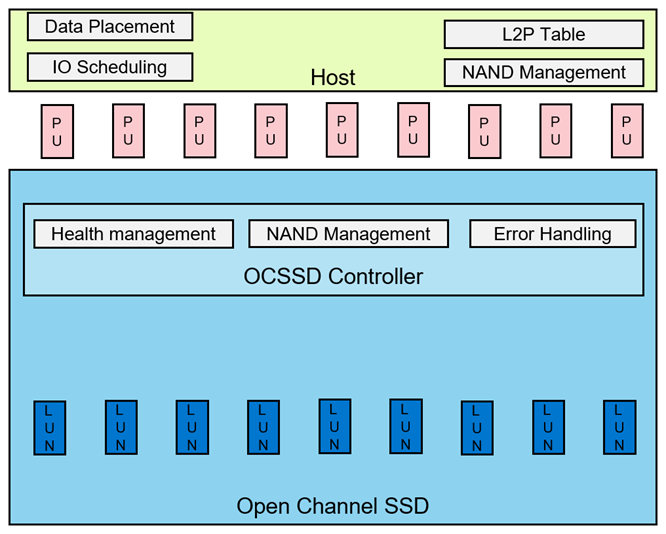 Data Placement
L2P Table
IO Scheduling
Host
NAND Management
P
U
P
U
P
U
P
U
P
U
P
U
P
U
P
U
P
U
Health management
NAND Management
Error Handling
OCSSD Controller
L
U
N
L
U
N
L
U
N
L
U
N
L
U
N
L
U
N
L
U
N
L
U
N
L
U
N
Open Channel SSD